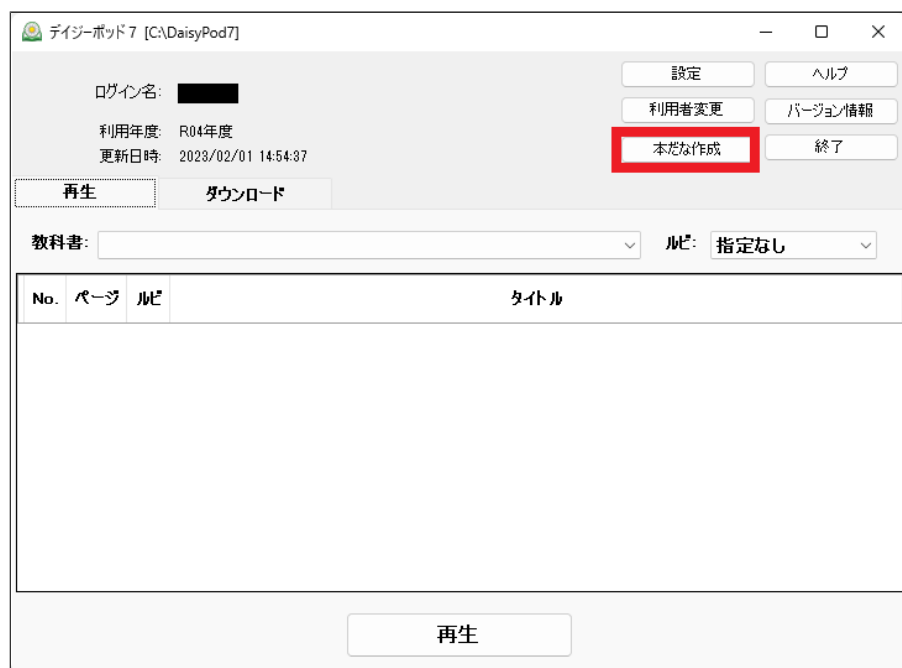 デイジーポッド７ [C:\DaisyPod7]
設定 ヘルプ
ログイン名:
利用者変更 バージョン情報
利用年度: R04年度
本だな作成 終了
更新日時: 2023/02/01 14:54:37
再生 ダウンロード
教科書: ルビ: 指定なし
No. ページ ルビ タイトル
再生